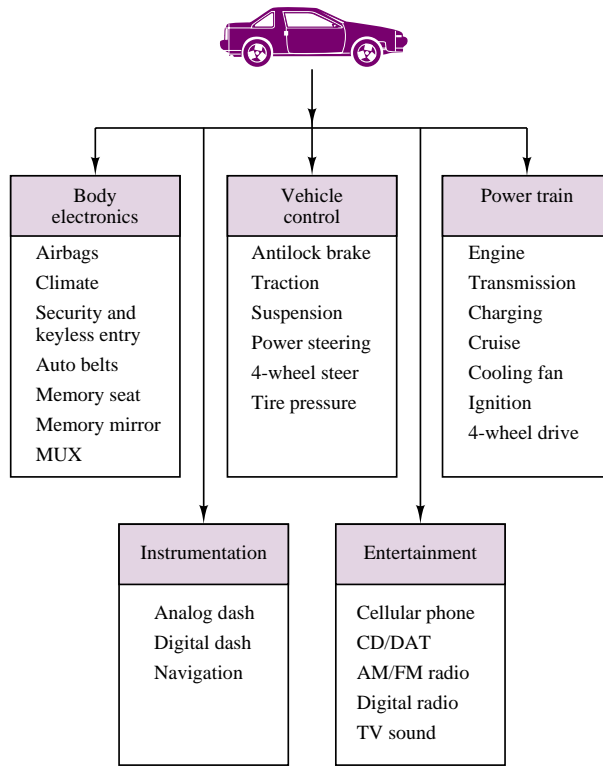 Body
electronics
Airbags
Climate
Security and
keyless entry
Auto belts
Memory seat
Memory mirror
MUX
Vehicle
control
Antilock brake
Traction
Suspension
Power steering
4-wheel steer
Tire pressure
Power train
Engine
Transmission
Charging
Cruise
Cooling fan
Ignition
4-wheel drive
Instrumentation
Analog dash
Digital dash
Navigation
Entertainment
Cellular phone
CD/DAT
AM/FM radio
Digital radio
TV sound